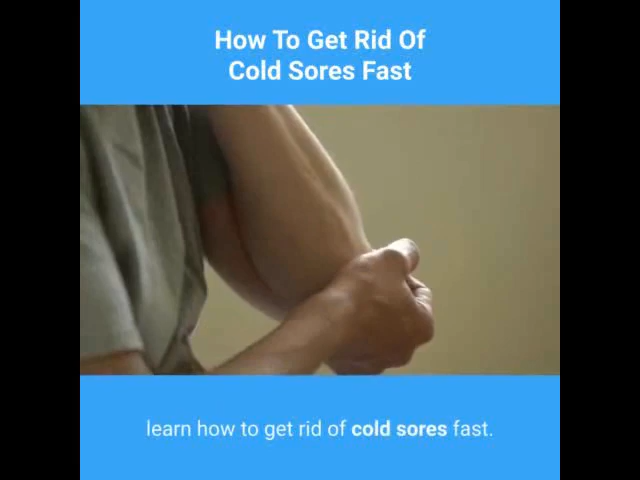 How To Get Rid Of
Cold Sores Fast
learn how to get rid of cold sores fast.